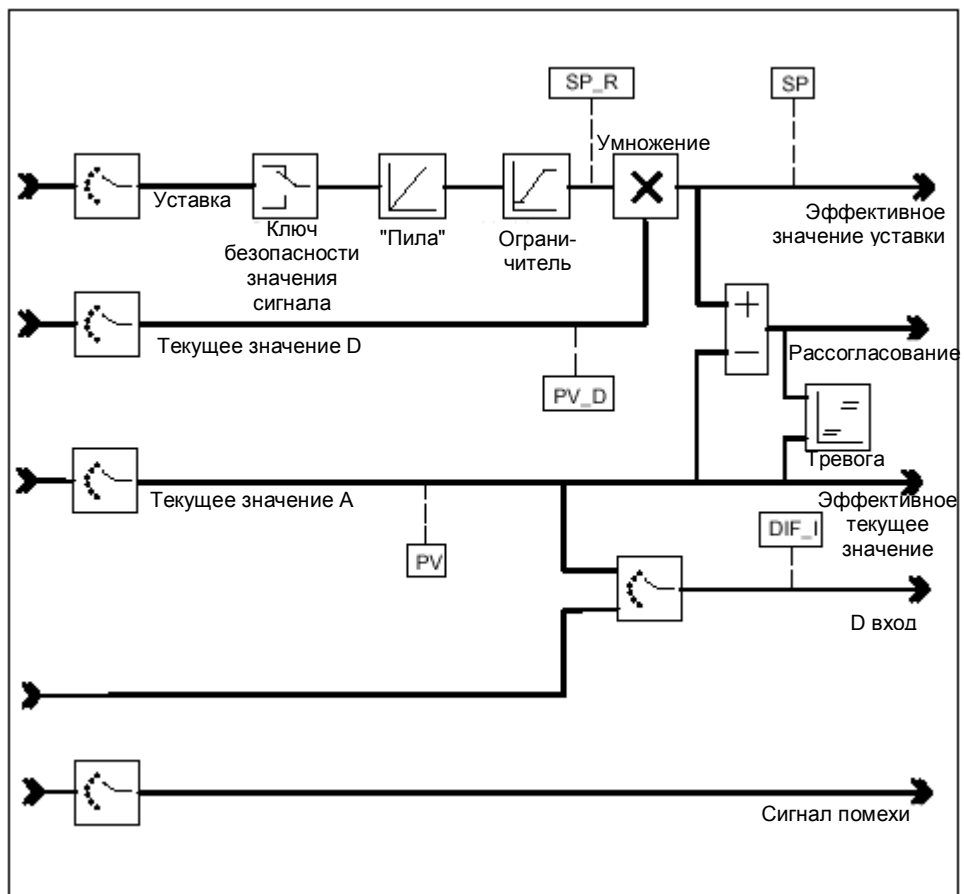 SP_R
SP
Умножение
Уставка
Ключ
безопасности
значения
сигнала
"Пила"
Ограни-
читель
Эффективное
значение уставки
Текущее значение D
PV_D
+
−
Рассогласование
Тревога
Текущее значение A
PV
Эффективное
текущее
значение
DIF_I
D вход
Сигнал помехи